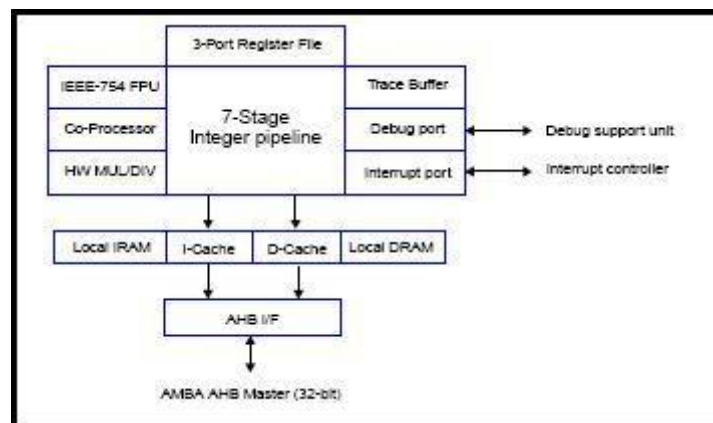 3-Port Register File
IEEE-754 FPU
Trace Buffer
7-Stage
Integer pipeline
Co-Processor
Debug port
Debug support unit
HW MUL/DIV
Interrupt port
Interrupt controller
Local IRAM
I-Cache
D-Cache
Local DRAM
AHB I/F
AMBA AHB Master (32-bit)